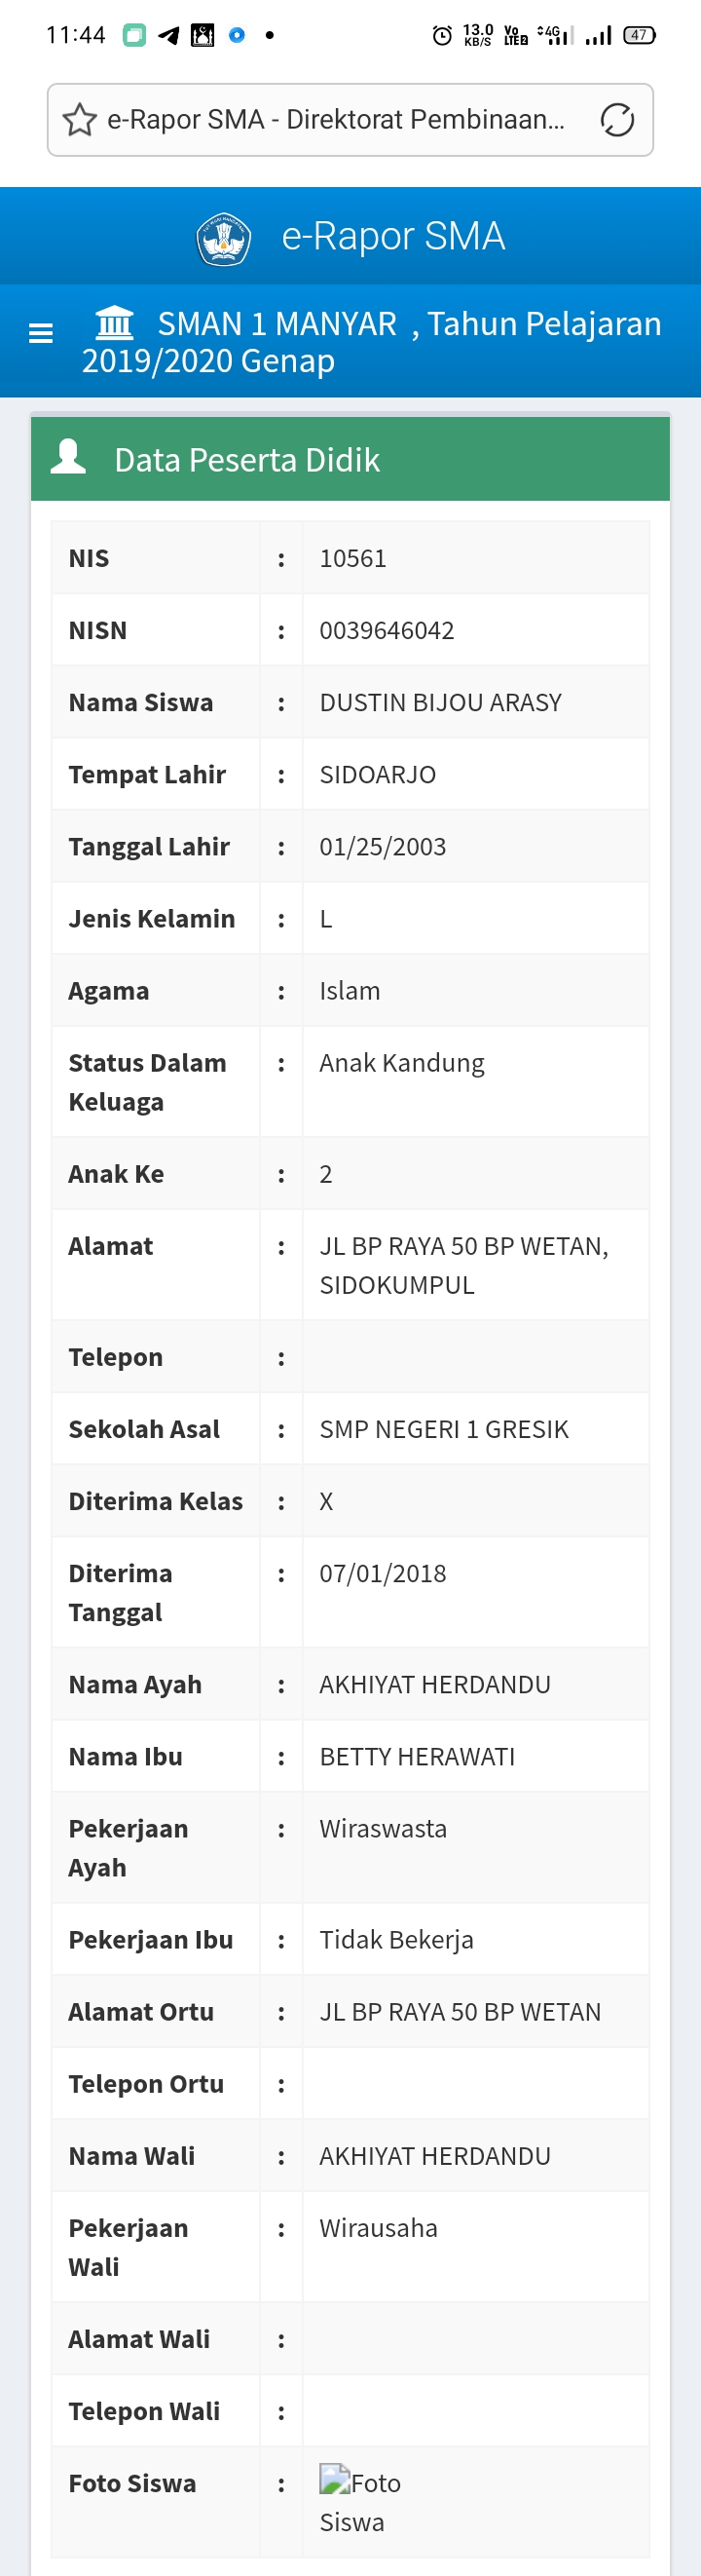 11:44 13.0 KB/S Vo LTE2 4G 47
e-Rapor SMA - Direktorat Pembinaan...
e-Rapor SMA
SMAN 1 MANYAR , Tahun Pelajaran
2019/2020 Genap
Data Peserta Didik
NIS : 10561
NISN : 0039646042
Nama Siswa : DUSTIN BIJOU ARASY
Tempat Lahir : SIDOARJO
Tanggal Lahir : 01/25/2003
Jenis Kelamin : L
Agama : Islam
Status Dalam : Anak Kandung
Keluaga
Anak Ke : 2
Alamat : JL BP RAYA 50 BP WETAN,
SIDOKUMPUL
Telepon :
Sekolah Asal : SMP NEGERI 1 GRESIK
Diterima Kelas : X
Diterima : 07/01/2018
Tanggal
Nama Ayah : AKHIYAT HERDANDU
Nama Ibu : BETTY HERAWATI
Pekerjaan : Wiraswasta
Ayah
Pekerjaan Ibu : Tidak Bekerja
Alamat Ortu : JL BP RAYA 50 BP WETAN
Telepon Ortu :
Nama Wali : AKHIYAT HERDANDU
Pekerjaan : Wirausaha
Wali
Alamat Wali :
Telepon Wali :
Foto Siswa : Foto
Siswa